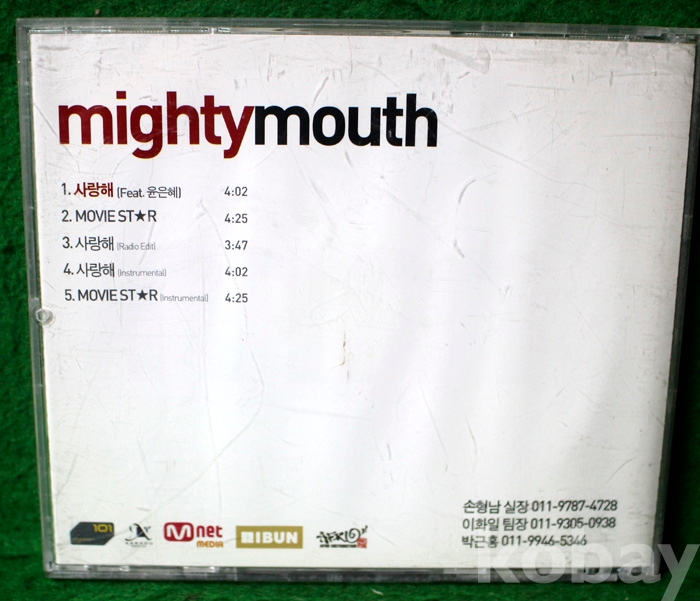 mightymouth
1. 사랑해 (Feat. 윤은혜) 4:02
2. MOVIE ST★R 4:25
3. 사랑해 (Radio Edit) 3:47
4. 사랑해 (Instrumental) 4:02
5. MOVIE ST★R (Instrumental) 4:25
손형남 실장 011-9787-4728
이화일 팀장 011-9305-0938
박근홍 011-9946-5346
101
Mnet
MEDIA
IBUN
kobay